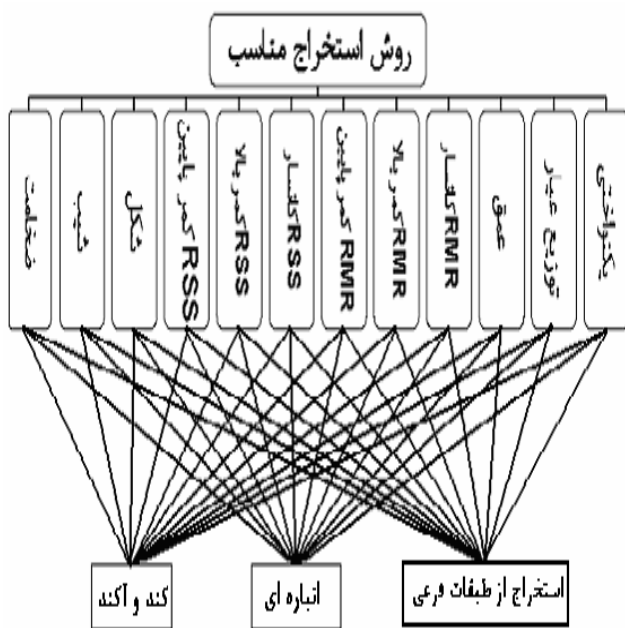 روش استخراج مناسب
یکنواختی
توزیع عیار
عمق
RMR کانسار
RMR کمر بالا
RMR کمر پایین
RSS کانسار
RSS کمر بالا
RSS کمر پایین
شکل
شیب
ضخامت
استخراج از طبقات فرعی
انباره ای
کند و آکند